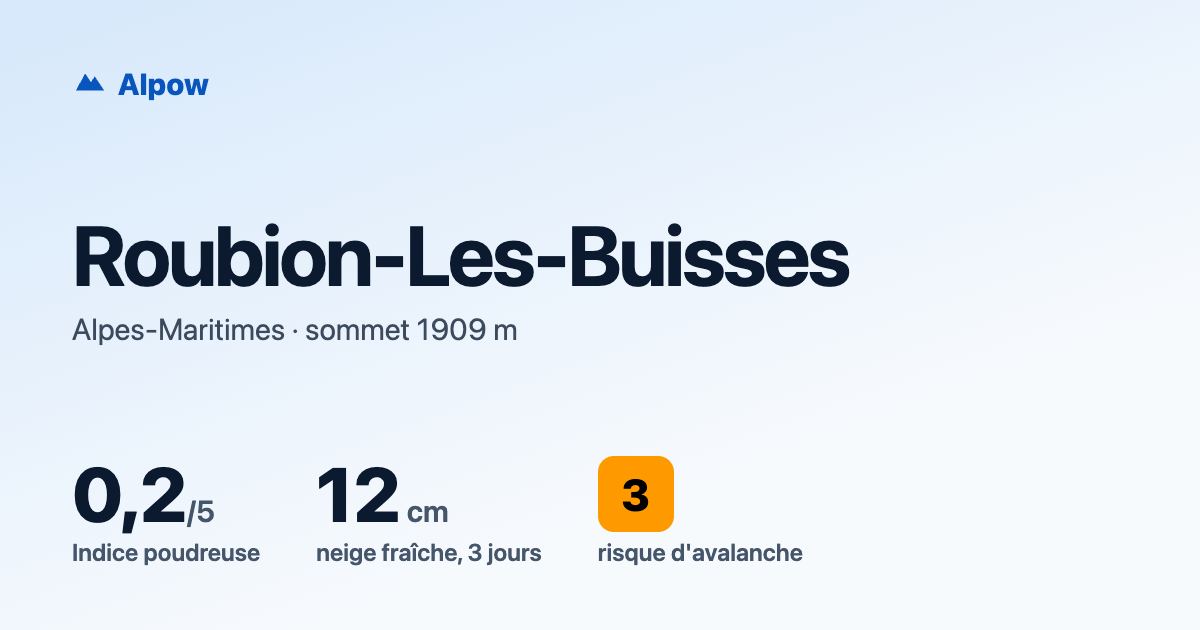 Alpow
Roubion-Les-Buisses
Alpes-Maritimes · sommet 1909 m
0,2/5
Indice poudreuse
12 cm
neige fraîche, 3 jours
3
risque d'avalanche